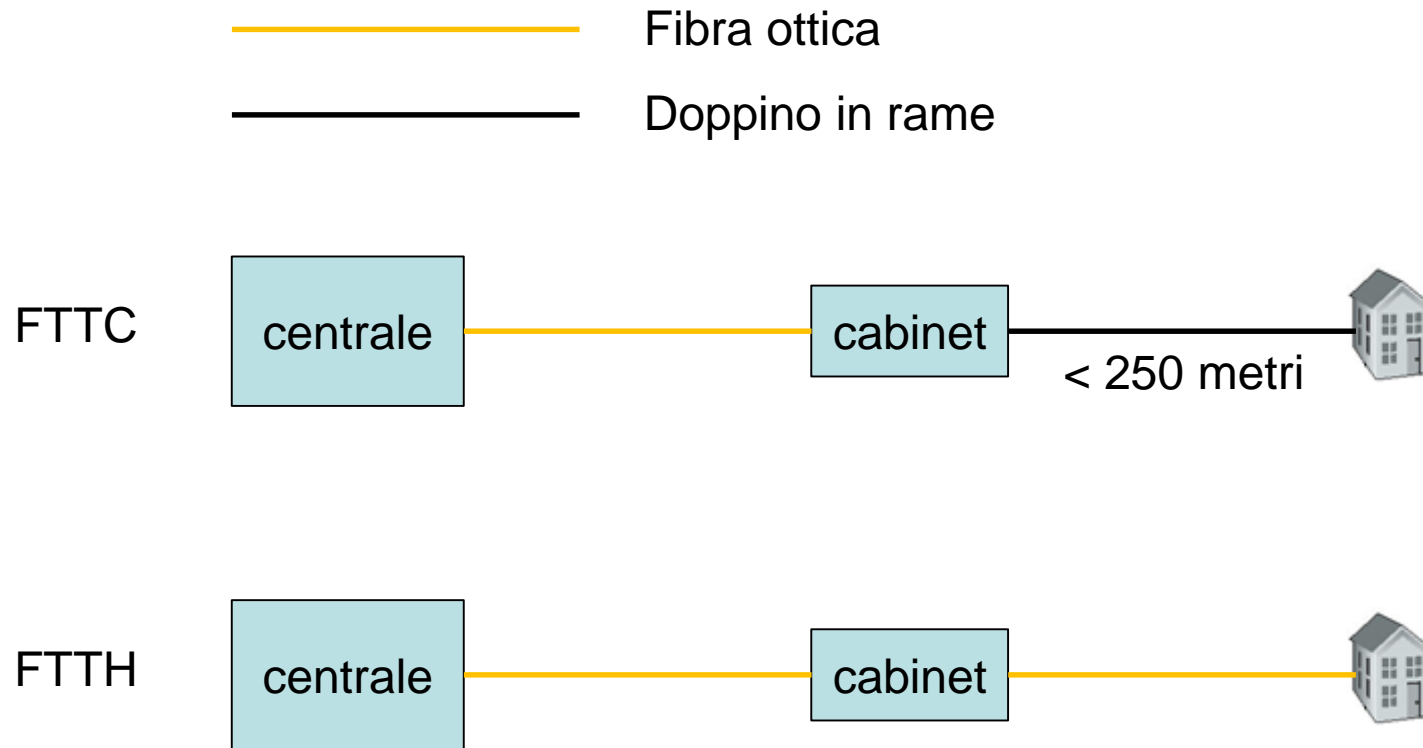 Fibra ottica
Doppino in rame
FTTC
centrale
cabinet
< 250 metri
FTTH
centrale
cabinet